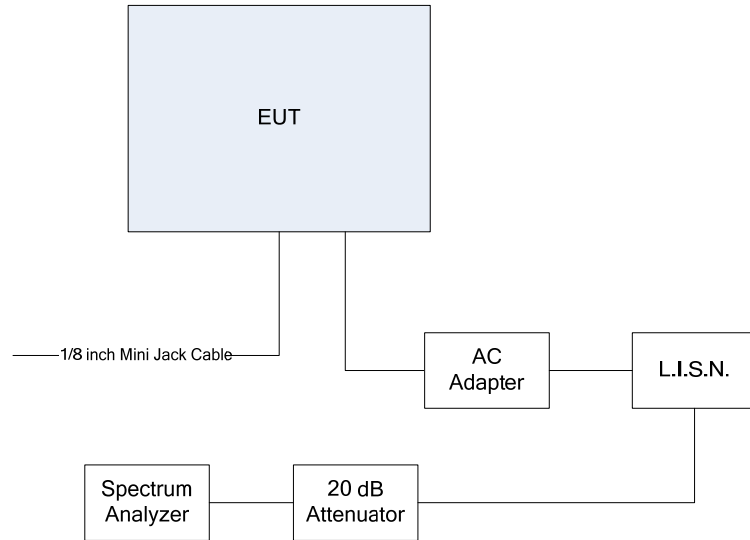 EUT
1/8 inch Mini Jack Cable
AC
Adapter
L.I.S.N.
Spectrum
Analyzer
20 dB
Attenuator